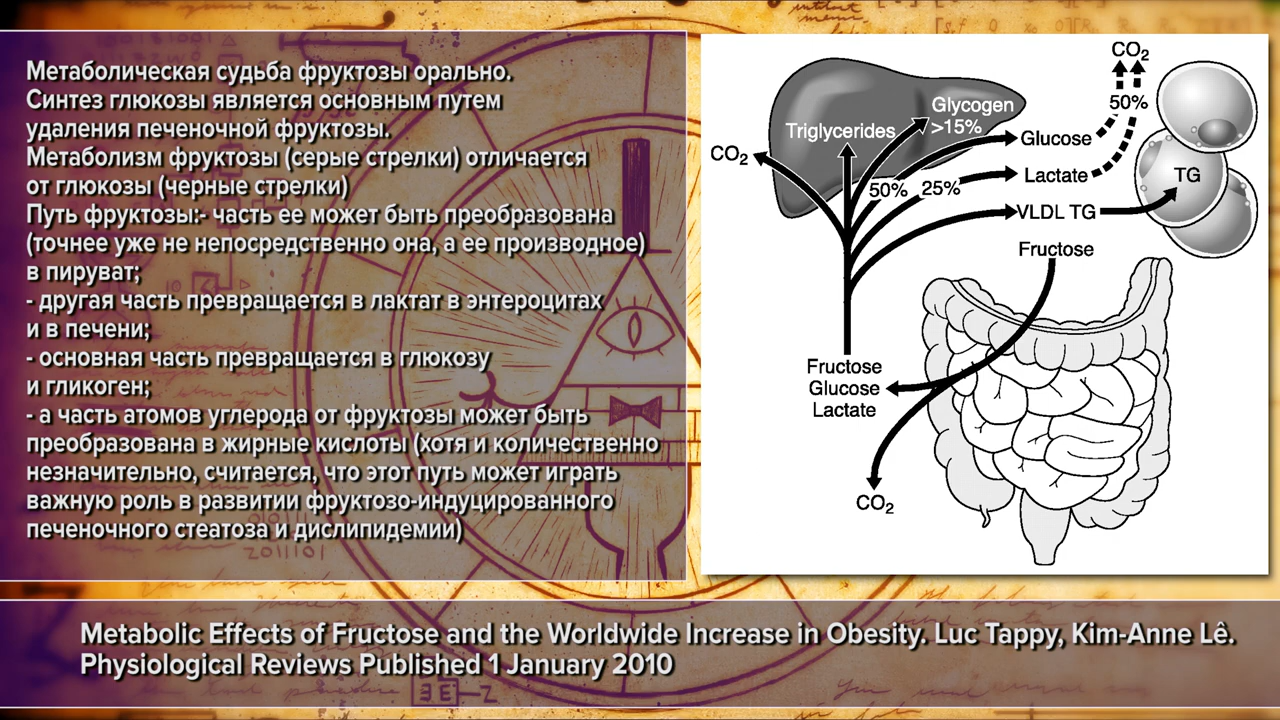 Метаболическая судьба фруктозы орально.
Синтез глюкозы является основным путем
удаления печеночной фруктозы.
Метаболизм фруктозы (серые стрелки) отличается
от глюкозы (черные стрелки)
Путь фруктозы:- часть ее может быть преобразована
(точнее уже не непосредственно она, а ее производное)
в пируват;
- другая часть превращается в лактат в энтероцитах
и в печени;
- основная часть превращается в глюкозу
и гликоген;
- а часть атомов углерода от фруктозы может быть
преобразована в жирные кислоты (хотя и количественно
незначительно, считается, что этот путь может играть
важную роль в развитии фруктозо-индуцированного
печеночного стеатоза и дислипидемии)
CO₂
50%
Glycogen
>15%
Triglycerides
Glucose
CO₂
Lactate
TG
50%
25%
VLDL TG
Fructose
Fructose
Glucose
Lactate
CO₂
Metabolic Effects of Fructose and the Worldwide Increase in Obesity. Luc Tappy, Kim-Anne Lê.
Physiological Reviews Published 1 January 2010